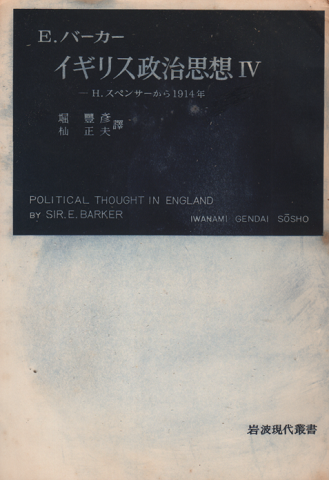 E. バーカー
イギリス政治思想 IV
— H. スペンサーから1914年
堀 豊彦
杣 正夫
譯
POLITICAL THOUGHT IN ENGLAND
BY SIR. E. BARKER
IWANAMI GENDAI SŌSHO
岩波現代叢書